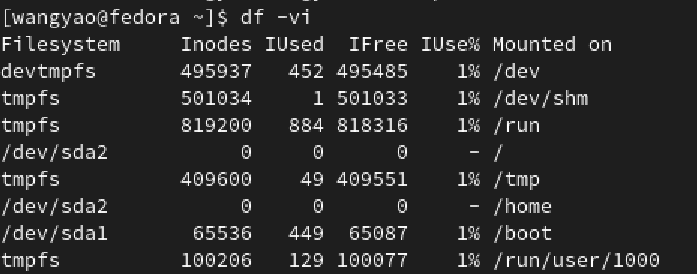 [wangyao@fedora ~]$ df -vi
Filesystem Inodes IUsed IFree IUse% Mounted on
devtmpfs 495937 452 495485 1% /dev
tmpfs 501034 1 501033 1% /dev/shm
tmpfs 819200 884 818316 1% /run
/dev/sda2 0 0 0 - /
tmpfs 409600 49 409551 1% /tmp
/dev/sda2 0 0 0 - /home
/dev/sda1 65536 449 65087 1% /boot
tmpfs 100206 129 100077 1% /run/user/1000